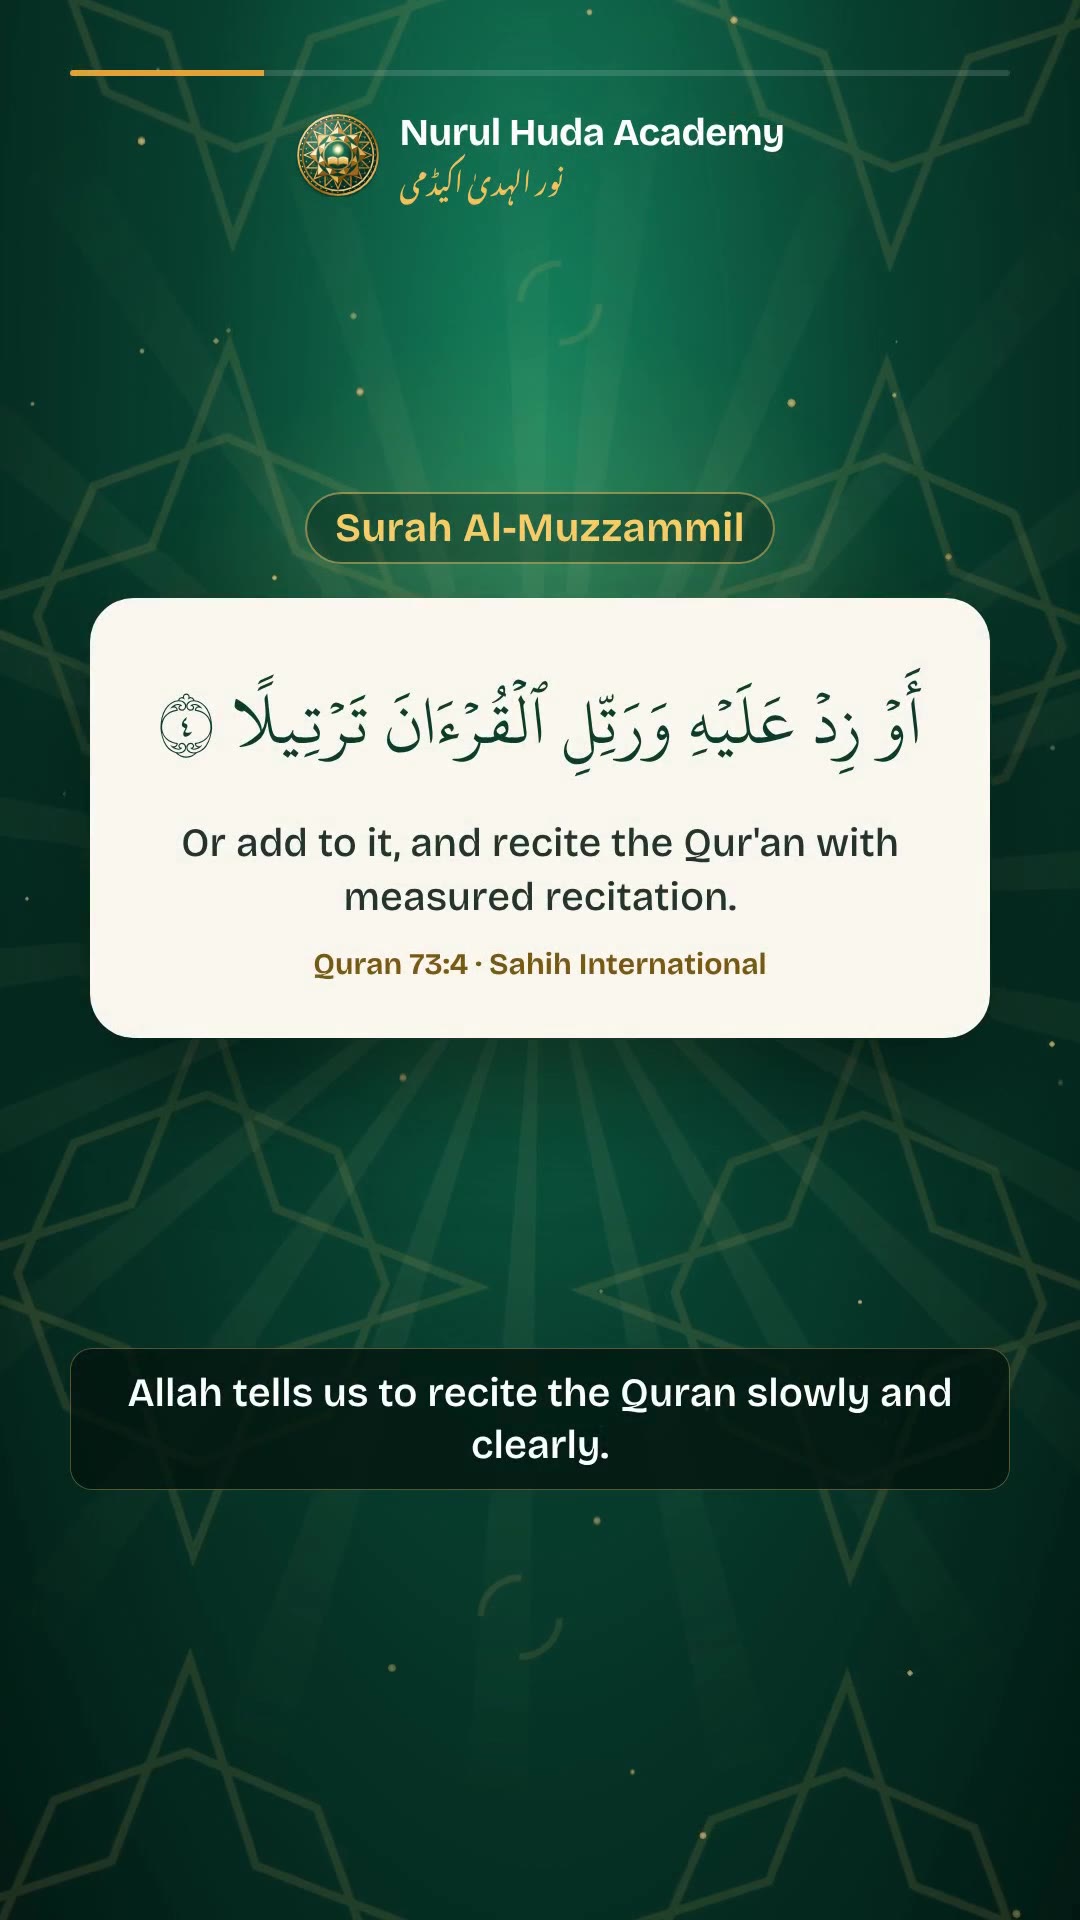 Nurul Huda Academy
نور الہدیٰ اکیڈمی
Surah Al-Muzzammil
أَوۡ زِدۡ عَلَيۡهِ وَرَتِّلِ ٱلۡقُرۡءَانَ تَرۡتِيلًا ٤
Or add to it, and recite the Qur'an with
measured recitation.
Quran 73:4 · Sahih International
Allah tells us to recite the Quran slowly and
clearly.